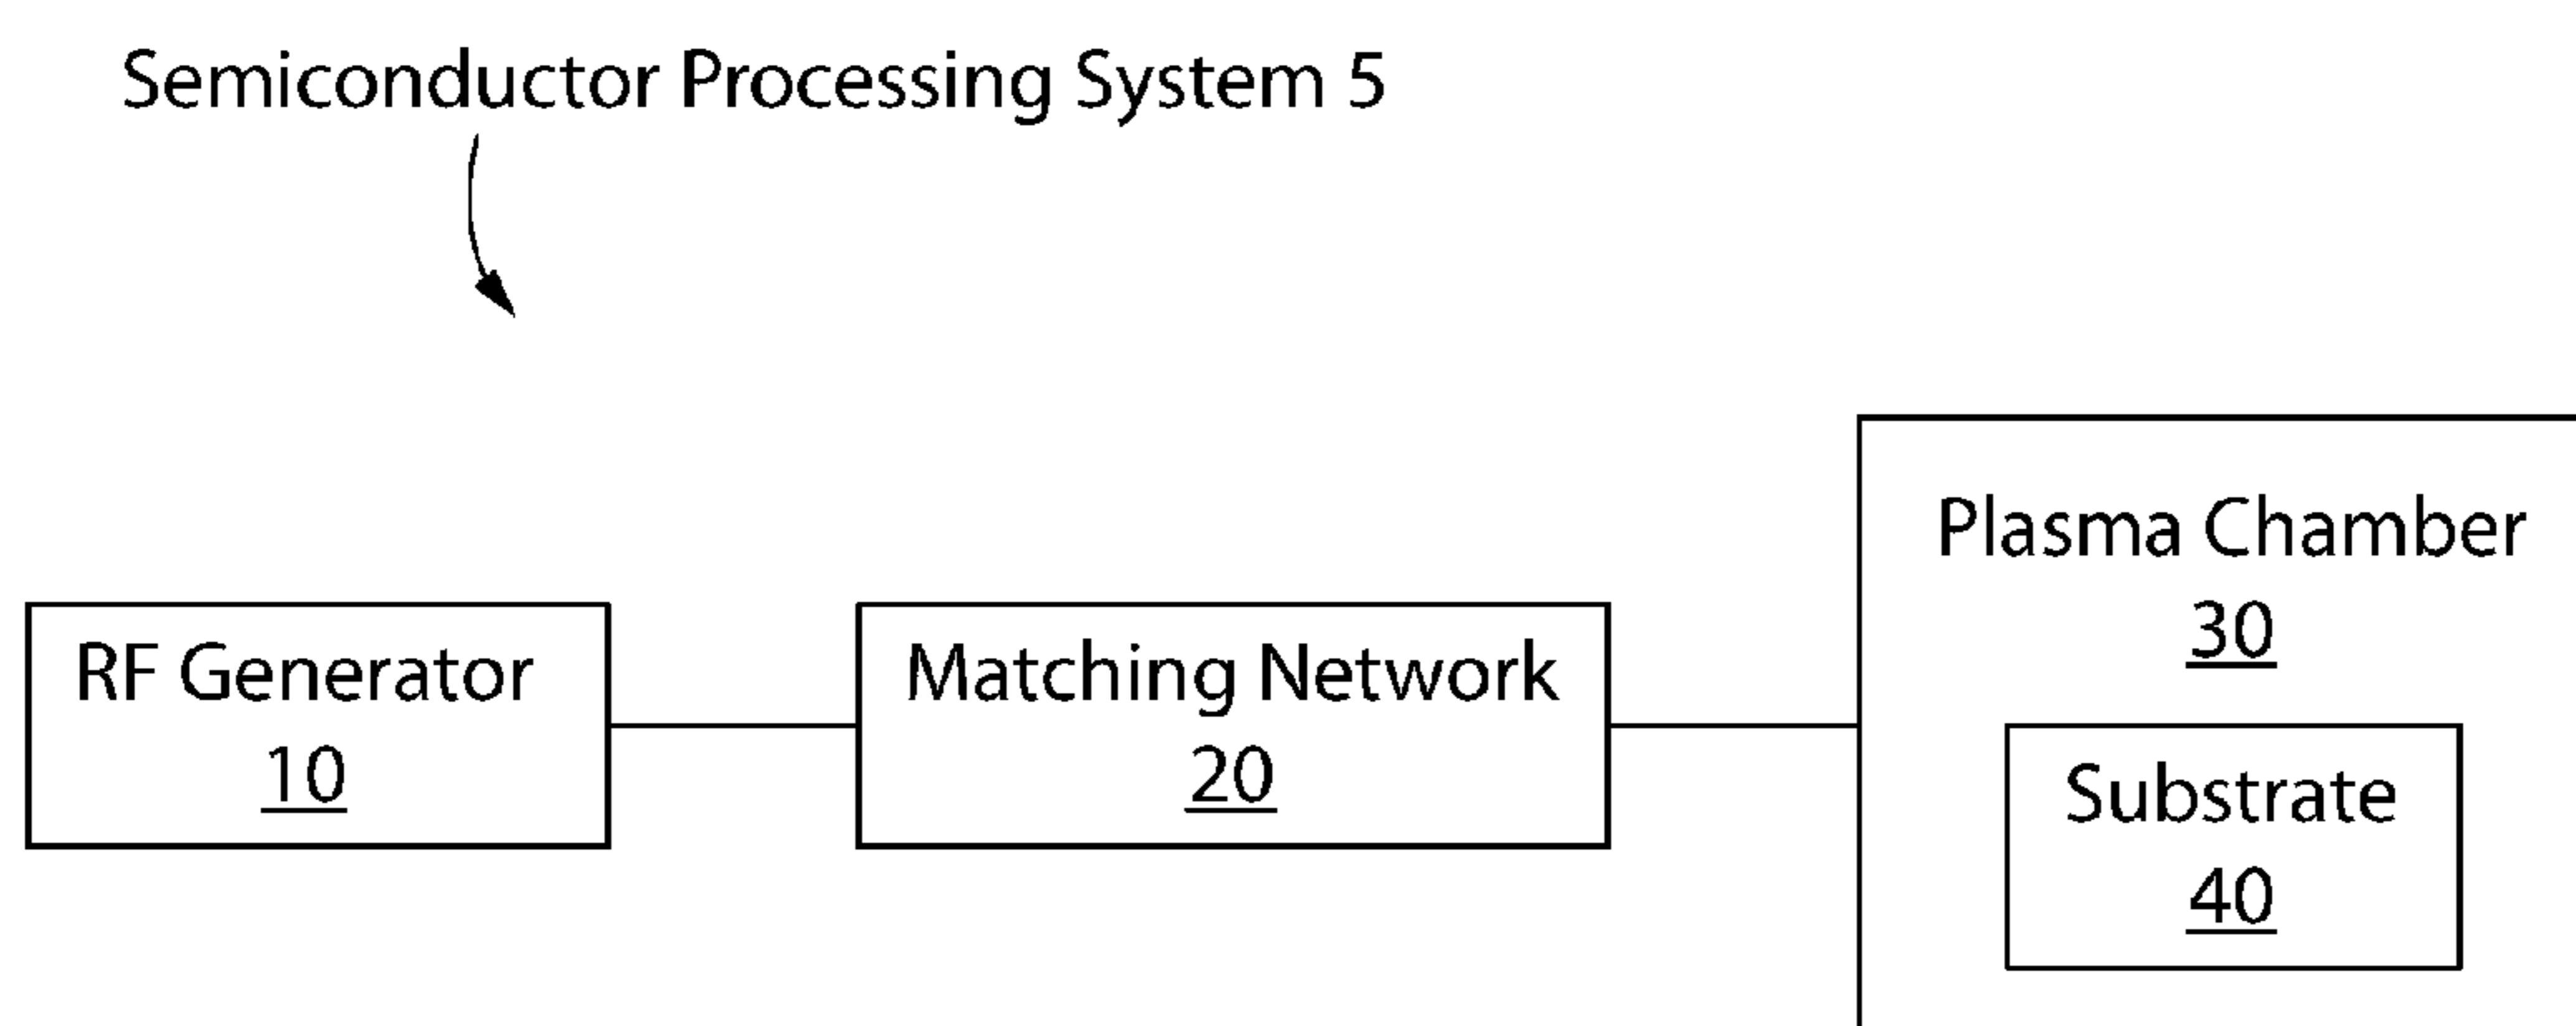 Semiconductor Processing System 5
RF Generator
10
Matching Network
20
Plasma Chamber
30
Substrate
40